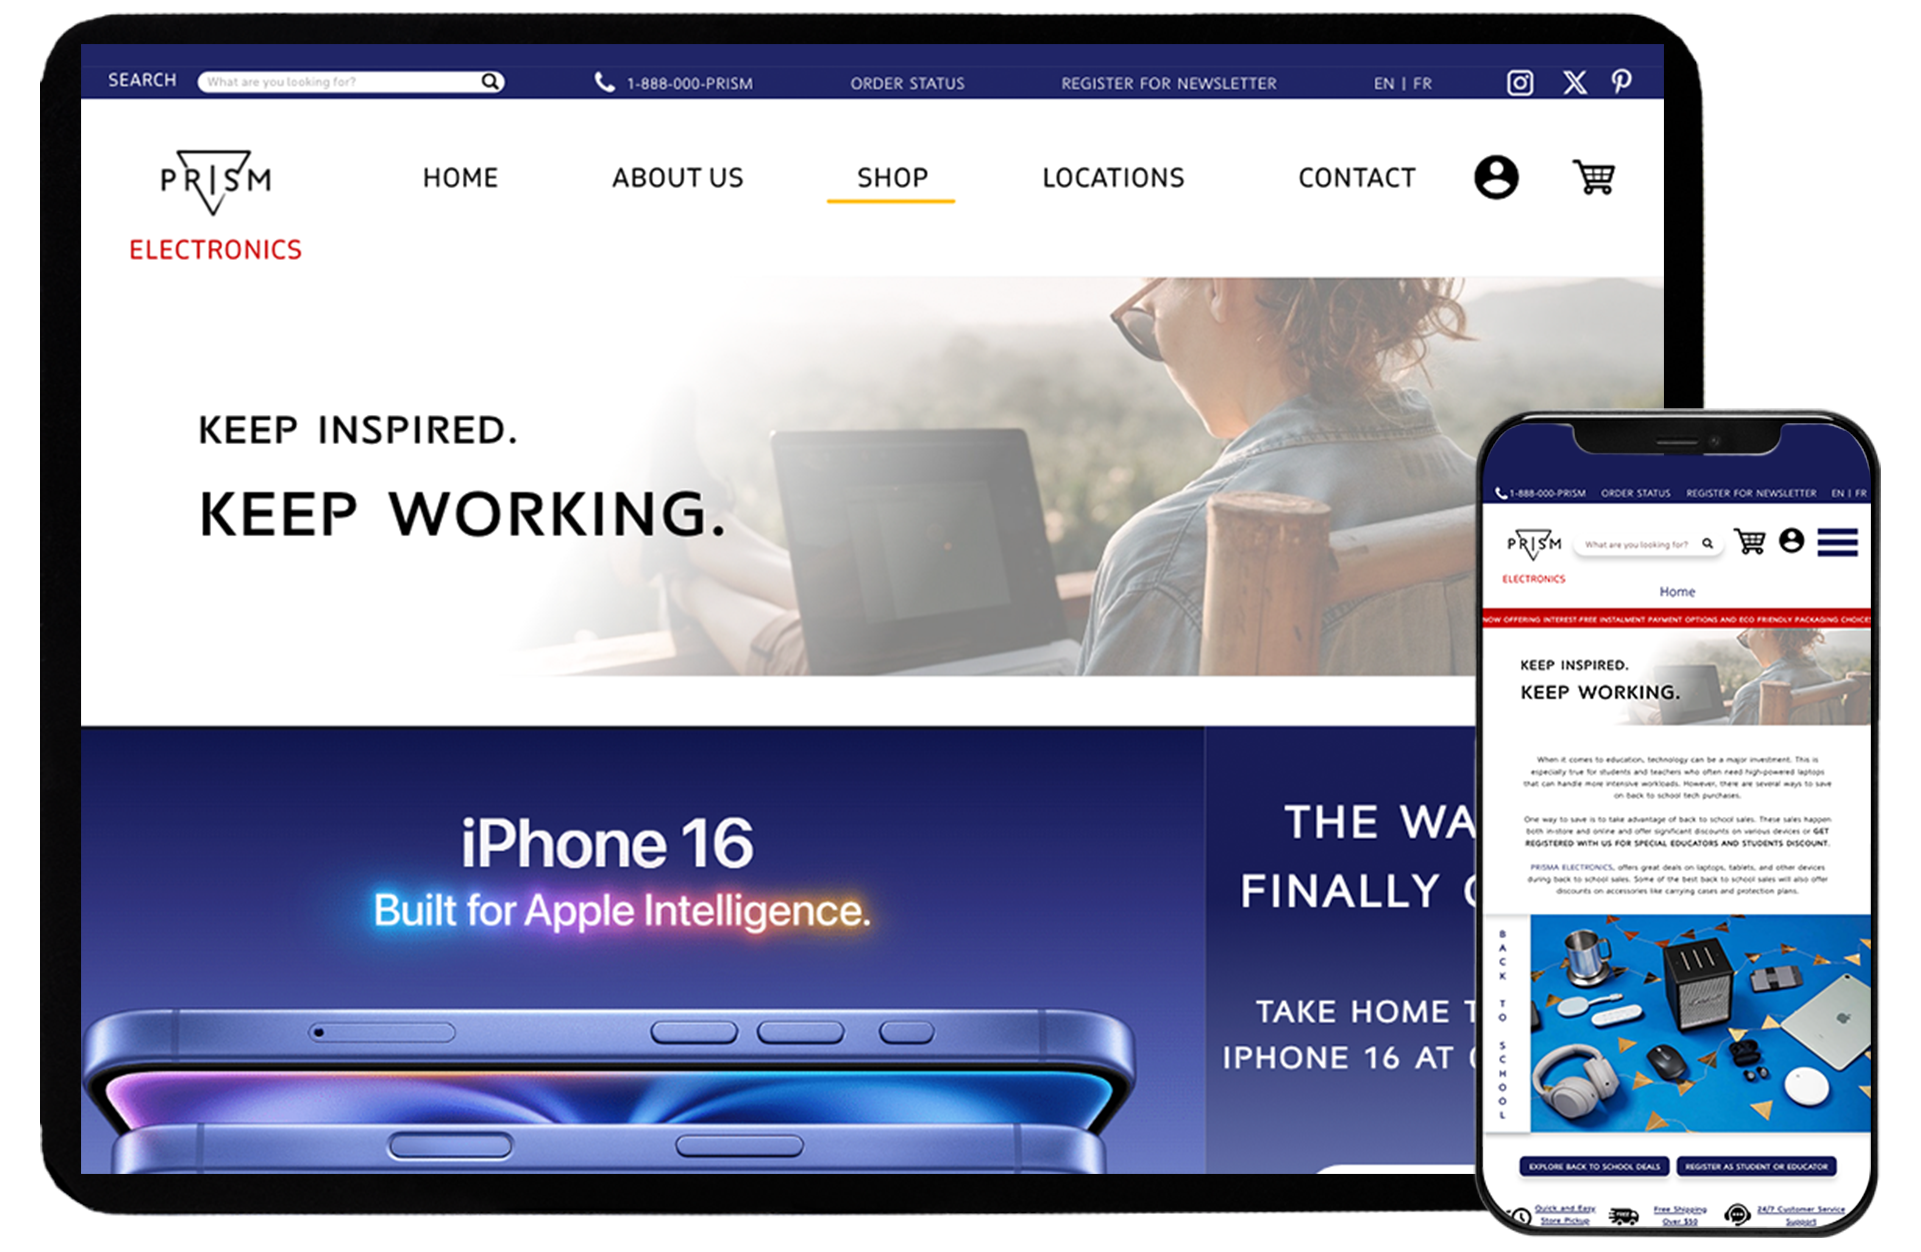 SEARCH What are you looking for? 1-888-000-PRISM ORDER STATUS REGISTER FOR NEWSLETTER EN | FR
PRISM HOME ABOUT US SHOP LOCATIONS CONTACT
ELECTRONICS
KEEP INSPIRED.
KEEP WORKING.
iPhone 16
Built for Apple Intelligence.
THE WA
FINALLY
TAKE HOME T
IPHONE 16 AT
1-888-000-PRISM ORDER STATUS REGISTER FOR NEWSLETTER EN | FR
PRISM What are you looking for?
ELECTRONICS
Home
NOW OFFERING INTEREST-FREE INSTALMENT PAYMENT OPTIONS AND ECO FRIENDLY PACKAGING CHOICES
KEEP INSPIRED.
KEEP WORKING.
When it comes to education, technology can be a major investment. This is
especially true for students and teachers who often need high-powered laptops
that can handle more intensive workloads. However, there are several ways to save
on back to school tech purchases.
One way to save is to take advantage of back to school sales. These sales happen
both in-store and online and offer significant discounts on various devices or GET
REGISTERED WITH US FOR SPECIAL EDUCATORS AND STUDENTS DISCOUNT.
PRISMA ELECTRONICS, offers great deals on laptops, tablets, and other devices
during back to school sales. Some of the best back to school sales will also offer
discounts on accessories like carrying cases and protection plans.
BACK TO SCHOOL
Marshall
EXPLORE BACK TO SCHOOL DEALS REGISTER AS STUDENT OR EDUCATOR
Quick and Easy
Store Pickup
FREE
Free Shipping
Over $50
24/7 Customer Service
Support